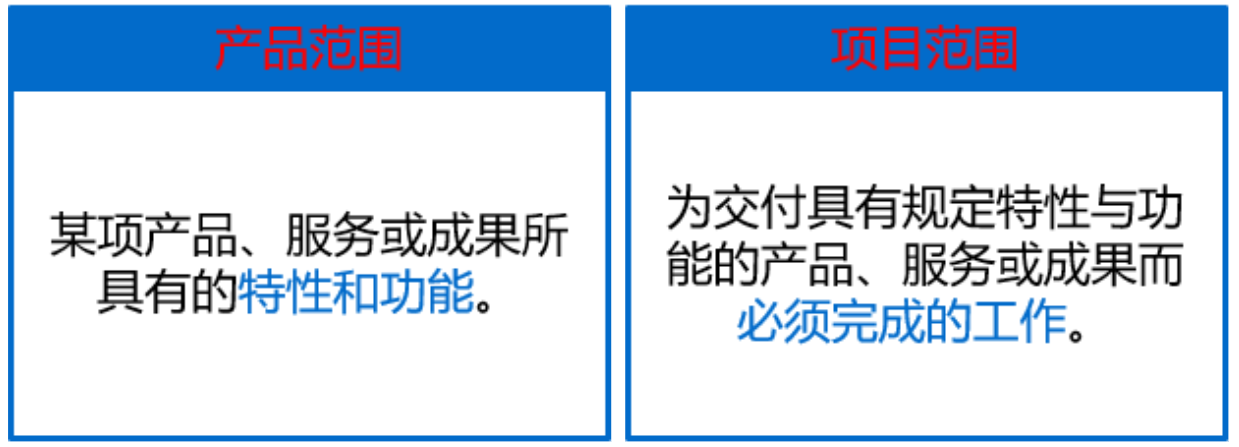 产品范围
某项产品、服务或成果所
具有的特性和功能。
项目范围
为交付具有规定特性与功
能的产品、服务或成果而
必须完成的工作。